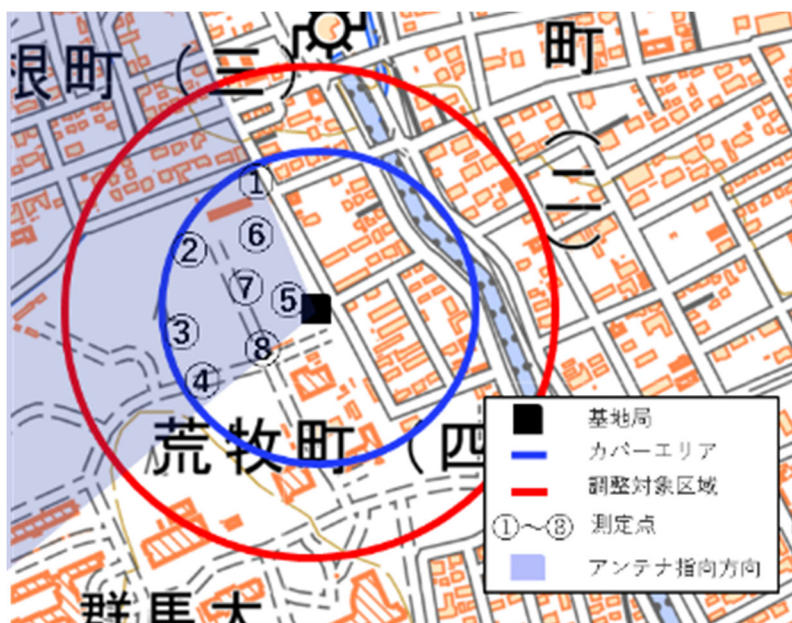 根町（三）
町（二）
①
②
⑥
⑦
⑤
③
⑧
④
荒牧町（四
群馬大
基地局
カバーエリア
調整対象区域
①～⑧ 測定点
アンテナ指向方向